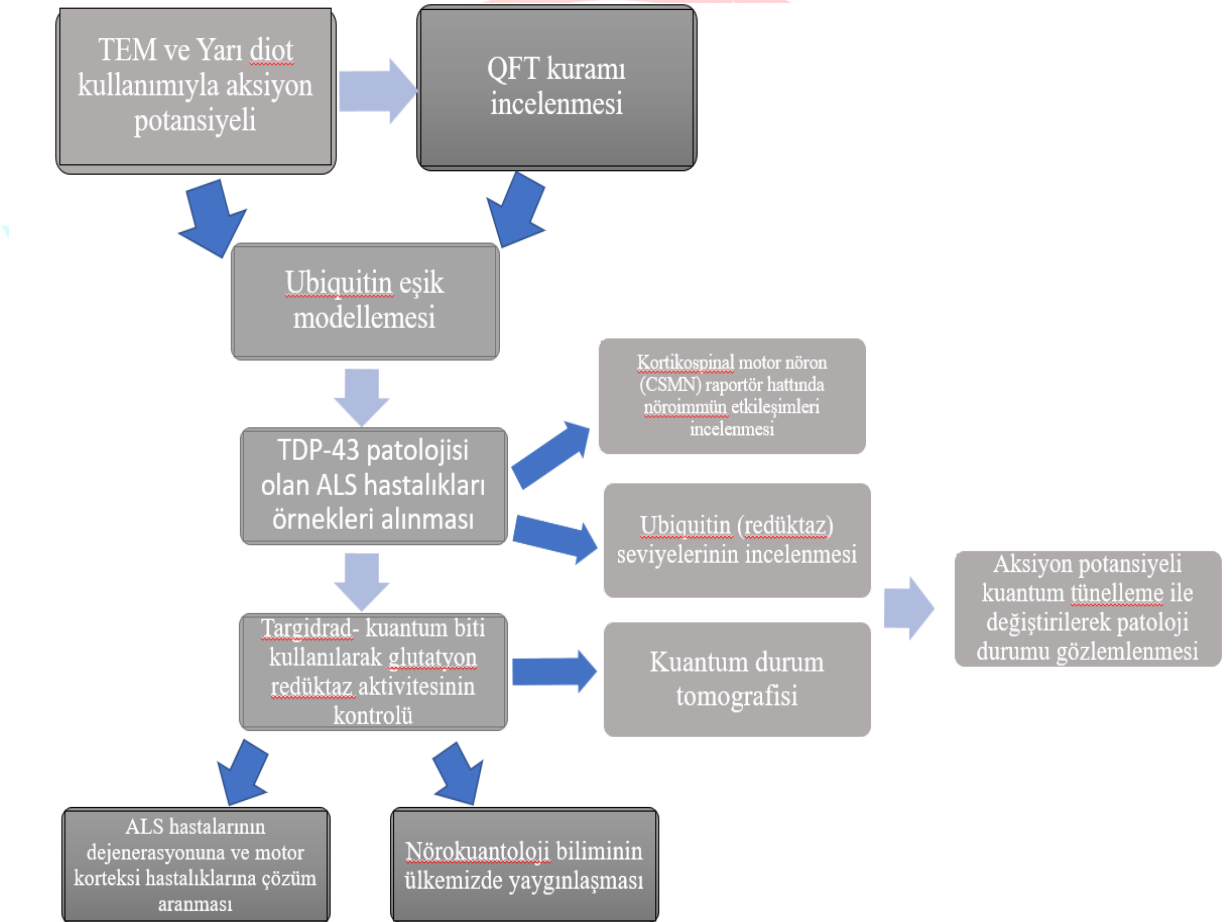 TEM ve Yarı diot
kullanımıyla aksiyon
potansiyeli
QFT kuramı
incelenmesi
Ubiquitin eşik
modellemesi
Kortikospinal motor nöron
(CSMN) raportör hattında
nöroimmün etkileşimleri
incelenmesi
TDP-43 patolojisi
olan ALS hastalıkları
örnekleri alınması
Ubiquitin (redüktaz)
seviyelerinin incelenmesi
Aksiyon potansiyeli
kuantum tünelleme ile
değiştirilerek patoloji
durumu gözlemlenmesi
Targidrad- kuantum biti
kullanılarak glutatyon
redüktaz aktivitesinin
kontrolü
Kuantum durum
tomografisi
ALS hastalarının
dejenerasyonuna ve motor
korteksi hastalıklarına çözüm
aranması
Nörokuantoloji biliminin
ülkemizde yaygınlaşması